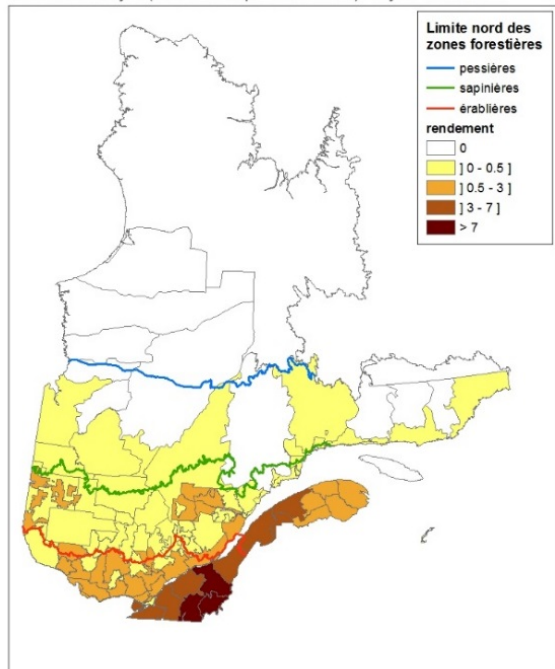 Limite nord des
zones forestières
pessières
sapinières
érablières
rendement
0
] 0 - 0.5 ]
] 0.5 - 3 ]
] 3 - 7 ]
> 7